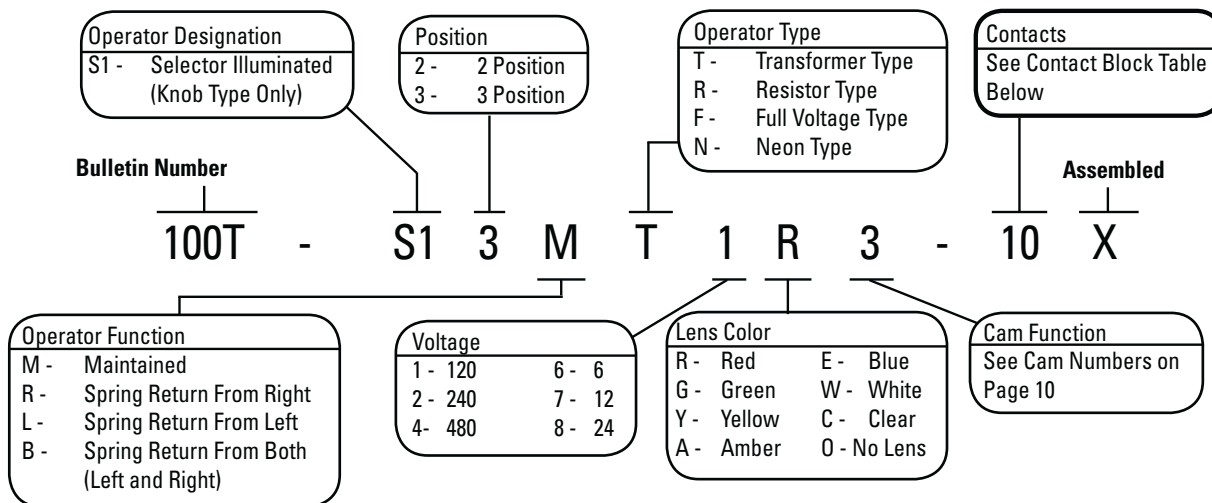 Operator Designation
S1 - Selector Illuminated
(Knob Type Only)
Position
2 - 2 Position
3 - 3 Position
Operator Type
T - Transformer Type
R - Resistor Type
F - Full Voltage Type
N - Neon Type
Contacts
See Contact Block Table
Below
Bulletin Number
Assembled
100T - S1 3 M T 1 R 3 - 10 X
Operator Function
M - Maintained
R - Spring Return From Right
L - Spring Return From Left
B - Spring Return From Both
(Left and Right)
Voltage
1 - 120 6 - 6
2 - 240 7 - 12
4- 480 8 - 24
Lens Color
R - Red E - Blue
G - Green W - White
Y - Yellow C - Clear
A - Amber O - No Lens
Cam Function
See Cam Numbers on
Page 10